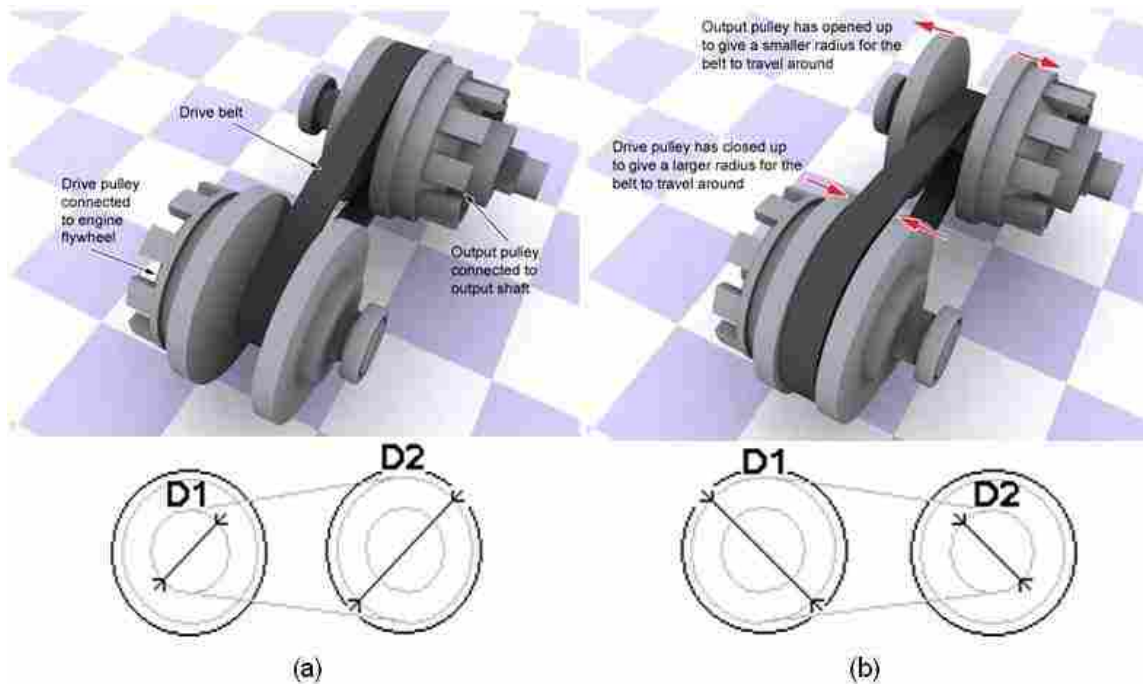 Drive belt
Drive pulley
connected
to engine
flywheel
Output pulley
connected to
output shaft
Output pulley has opened up
to give a smaller radius for the
belt to travel around
Drive pulley has closed up
to give a larger radius for the
belt to travel around
D1
D2
(a)
D1
D2
(b)